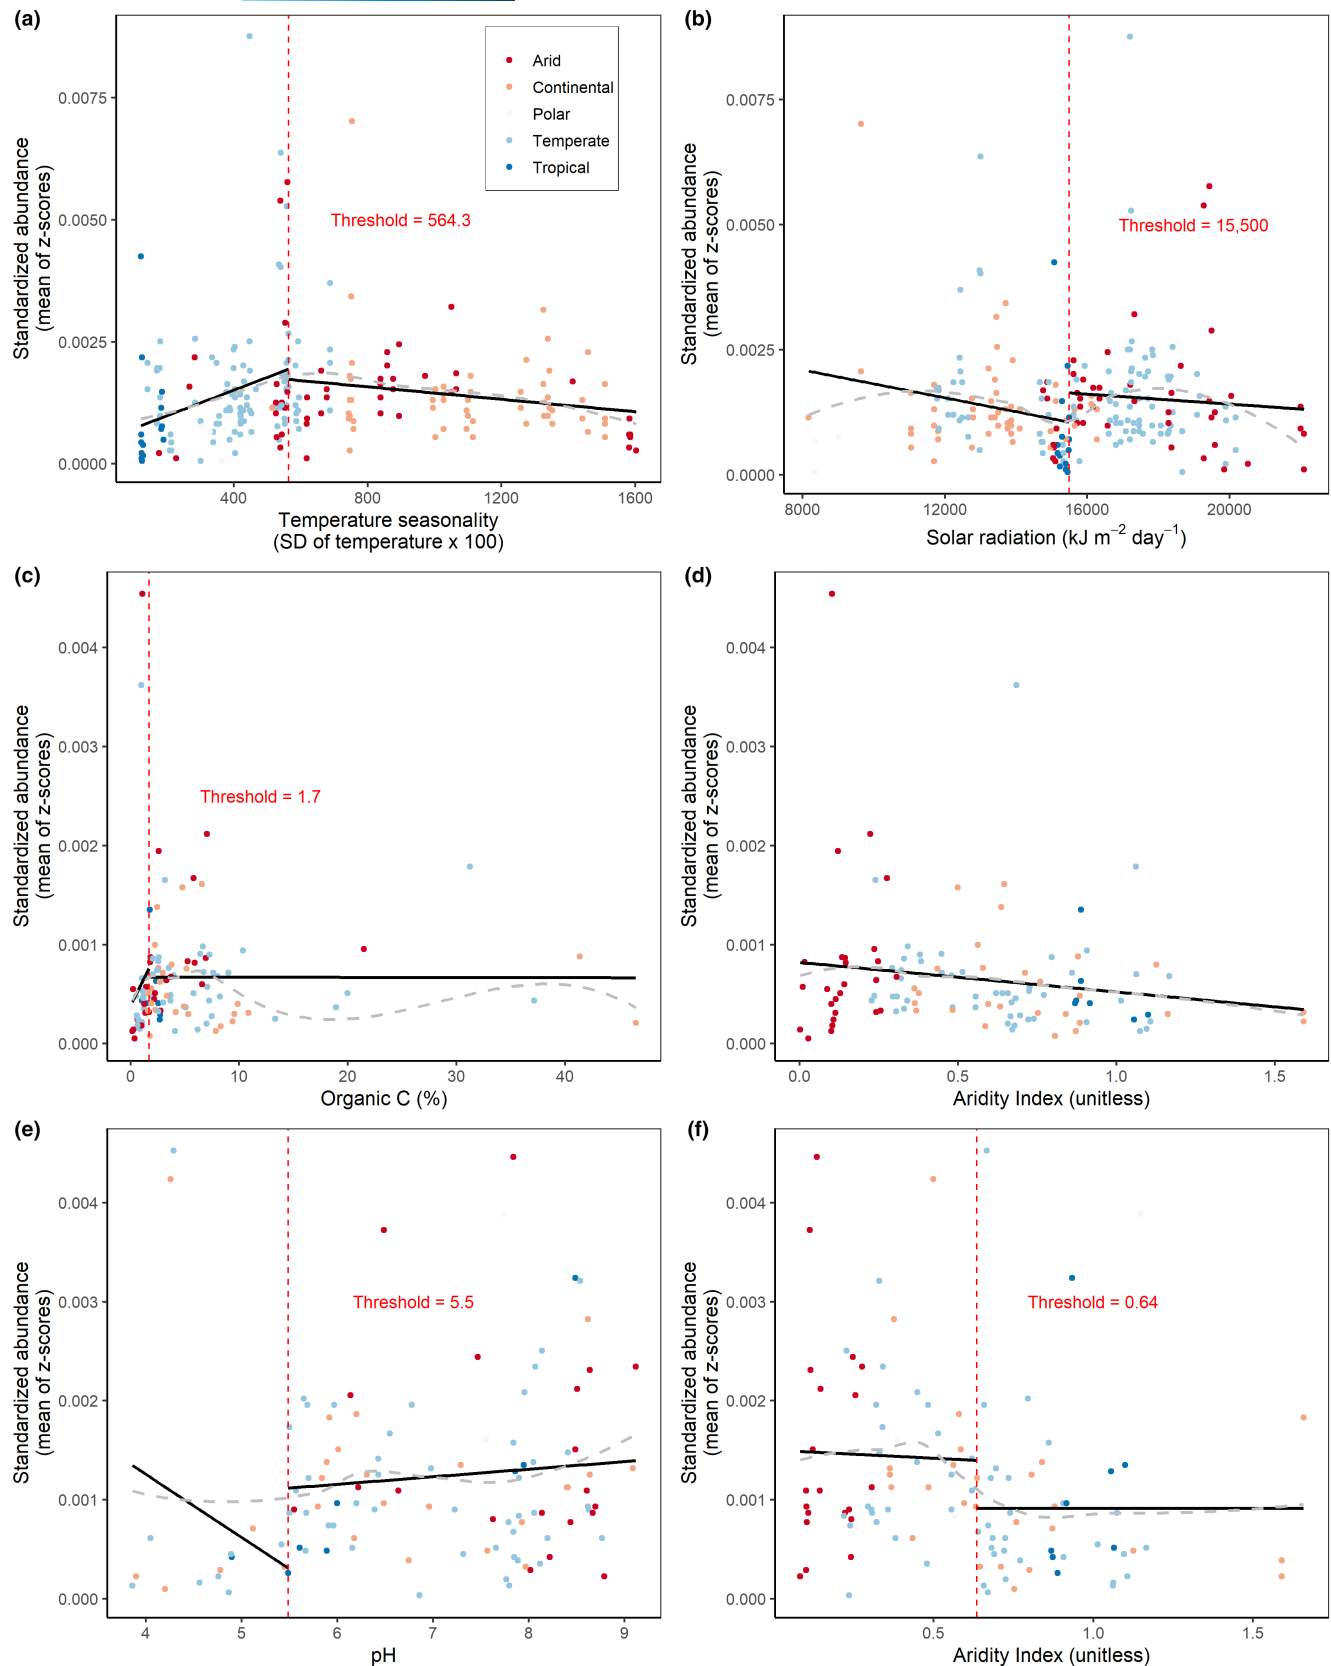 (a)
Standardized abundance
(mean of z-scores)
0.0075
0.0050
0.0025
0.0000
Arid
Continental
Polar
Temperate
Tropical
Threshold = 564.3
400
800
1200
1600
Temperature seasonality
(SD of temperature x 100)
(b)
Standardized abundance
(mean of z-scores)
0.0075
0.0050
0.0025
0.0000
Threshold = 15,500
8000
12000
16000
20000
Solar radiation (kJ m⁻² day⁻¹)
(c)
Standardized abundance
(mean of z-scores)
0.004
0.003
0.002
0.001
0.000
Threshold = 1.7
0
10
20
30
40
Organic C (%)
(d)
Standardized abundance
(mean of z-scores)
0.004
0.003
0.002
0.001
0.000
0.0
0.5
1.0
1.5
Aridity Index (unitless)
(e)
Standardized abundance
(mean of z-scores)
0.004
0.003
0.002
0.001
0.000
Threshold = 5.5
4
5
6
7
8
9
pH
(f)
Standardized abundance
(mean of z-scores)
0.004
0.003
0.002
0.001
0.000
Threshold = 0.64
0.5
1.0
1.5
Aridity Index (unitless)